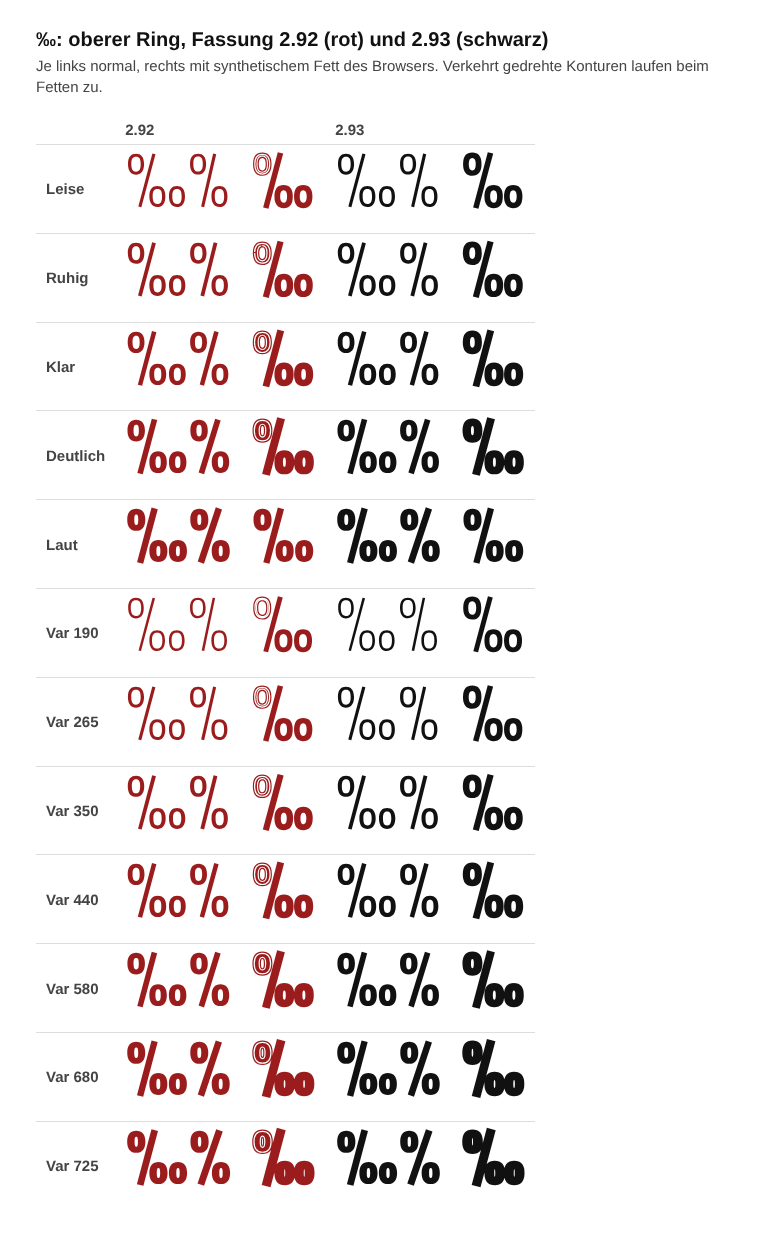 ‰: oberer Ring, Fassung 2.92 (rot) und 2.93 (schwarz)
Je links normal, rechts mit synthetischem Fett des Browsers. Verkehrt gedrehte Konturen laufen beim
Fetten zu.
2.92 2.93
Leise ‰ % ‰ ‰ % ‰
Ruhig ‰ % ‰ ‰ % ‰
Klar ‰ % ‰ ‰ % ‰
Deutlich ‰ % ‰ ‰ % ‰
Laut ‰ % ‰ ‰ % ‰
Var 190 ‰ % ‰ ‰ % ‰
Var 265 ‰ % ‰ ‰ % ‰
Var 350 ‰ % ‰ ‰ % ‰
Var 440 ‰ % ‰ ‰ % ‰
Var 580 ‰ % ‰ ‰ % ‰
Var 680 ‰ % ‰ ‰ % ‰
Var 725 ‰ % ‰ ‰ % ‰